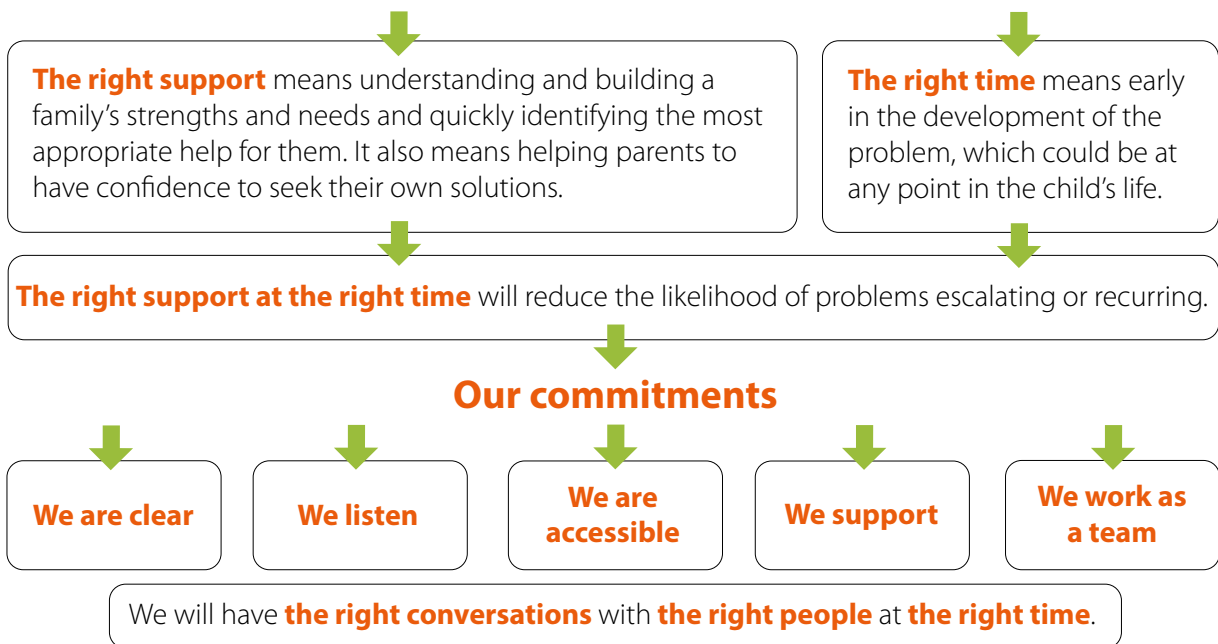 The right support means understanding and building a
family’s strengths and needs and quickly identifying the most
appropriate help for them. It also means helping parents to
have confidence to seek their own solutions.
The right time means early
in the development of the
problem, which could be at
any point in the child’s life.
The right support at the right time will reduce the likelihood of problems escalating or recurring.
Our commitments
We are clear
We listen
We are
accessible
We support
We work as
a team
We will have the right conversations with the right people at the right time.